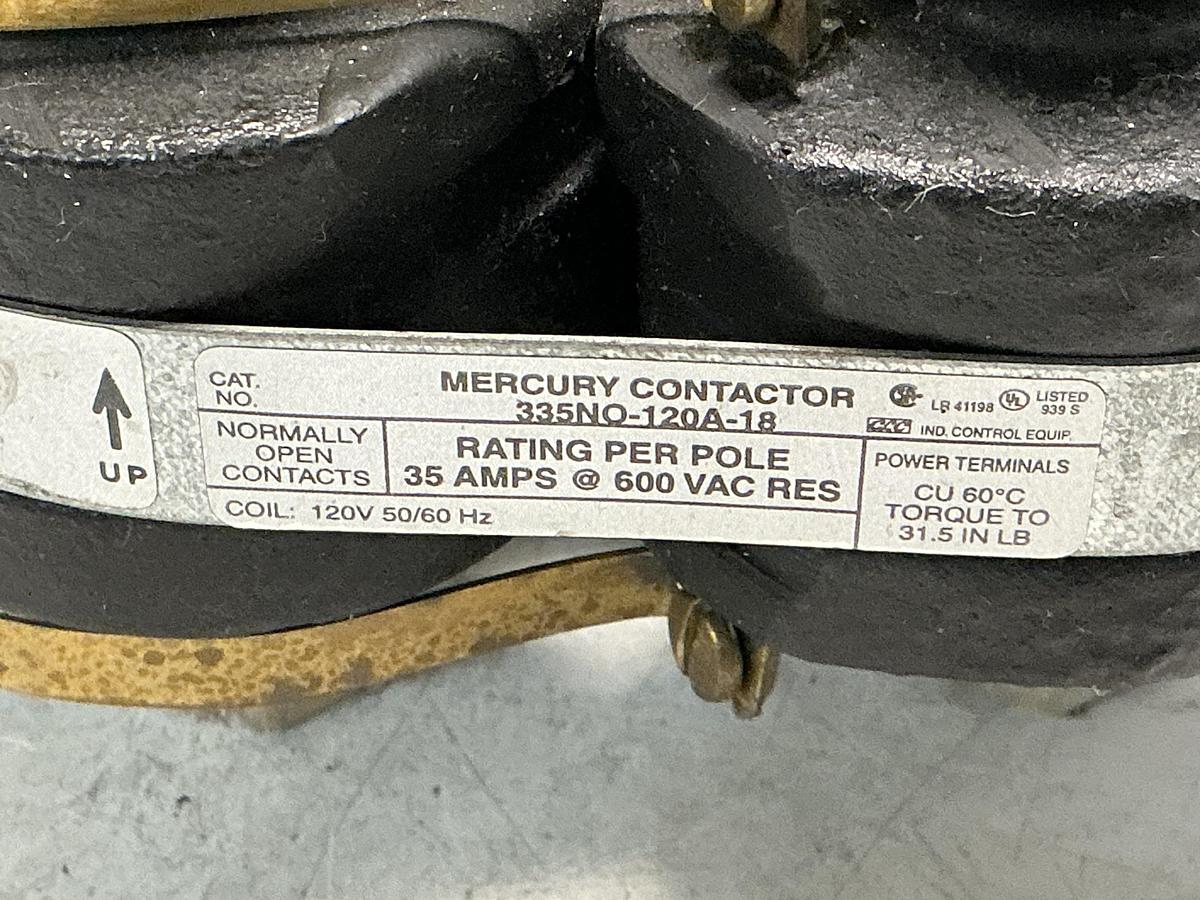 UP
CAT.
NO.
MERCURY CONTACTOR
335NO-120A-18
LR 41198
UL
LISTED
939 S
IND. CONTROL EQUIP.
NORMALLY
OPEN
CONTACTS
RATING PER POLE
35 AMPS @ 600 VAC RES
POWER TERMINALS
CU 60°C
TORQUE TO
31.5 IN LB
COIL: 120V 50/60 Hz